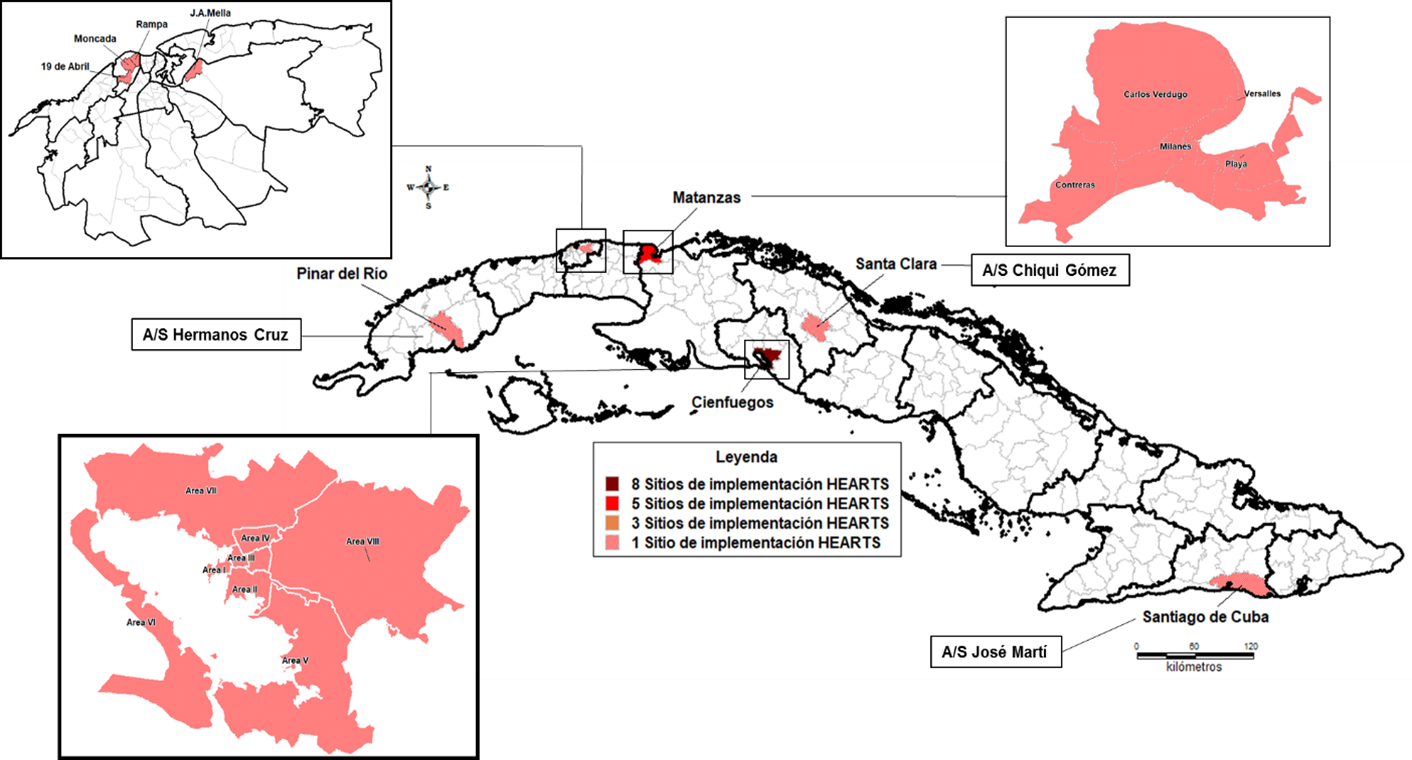 J.A.Mella
Rampa
Moncada
19 de Abril
Carlos Verdugo
Versalles
Milanes
Playa
Contreras
N
W E
S
Matanzas
Santa Clara
A/S Chiqui Gómez
Pinar del Río
A/S Hermanos Cruz
Cienfuegos
Leyenda
8 Sitios de implementación HEARTS
5 Sitios de implementación HEARTS
3 Sitios de implementación HEARTS
1 Sitio de implementación HEARTS
Area VII
Area IV
Area VIII
Area III
Area I
Area II
Area VI
Area V
Santiago de Cuba
A/S José Martí
0 60 120
kilómetros